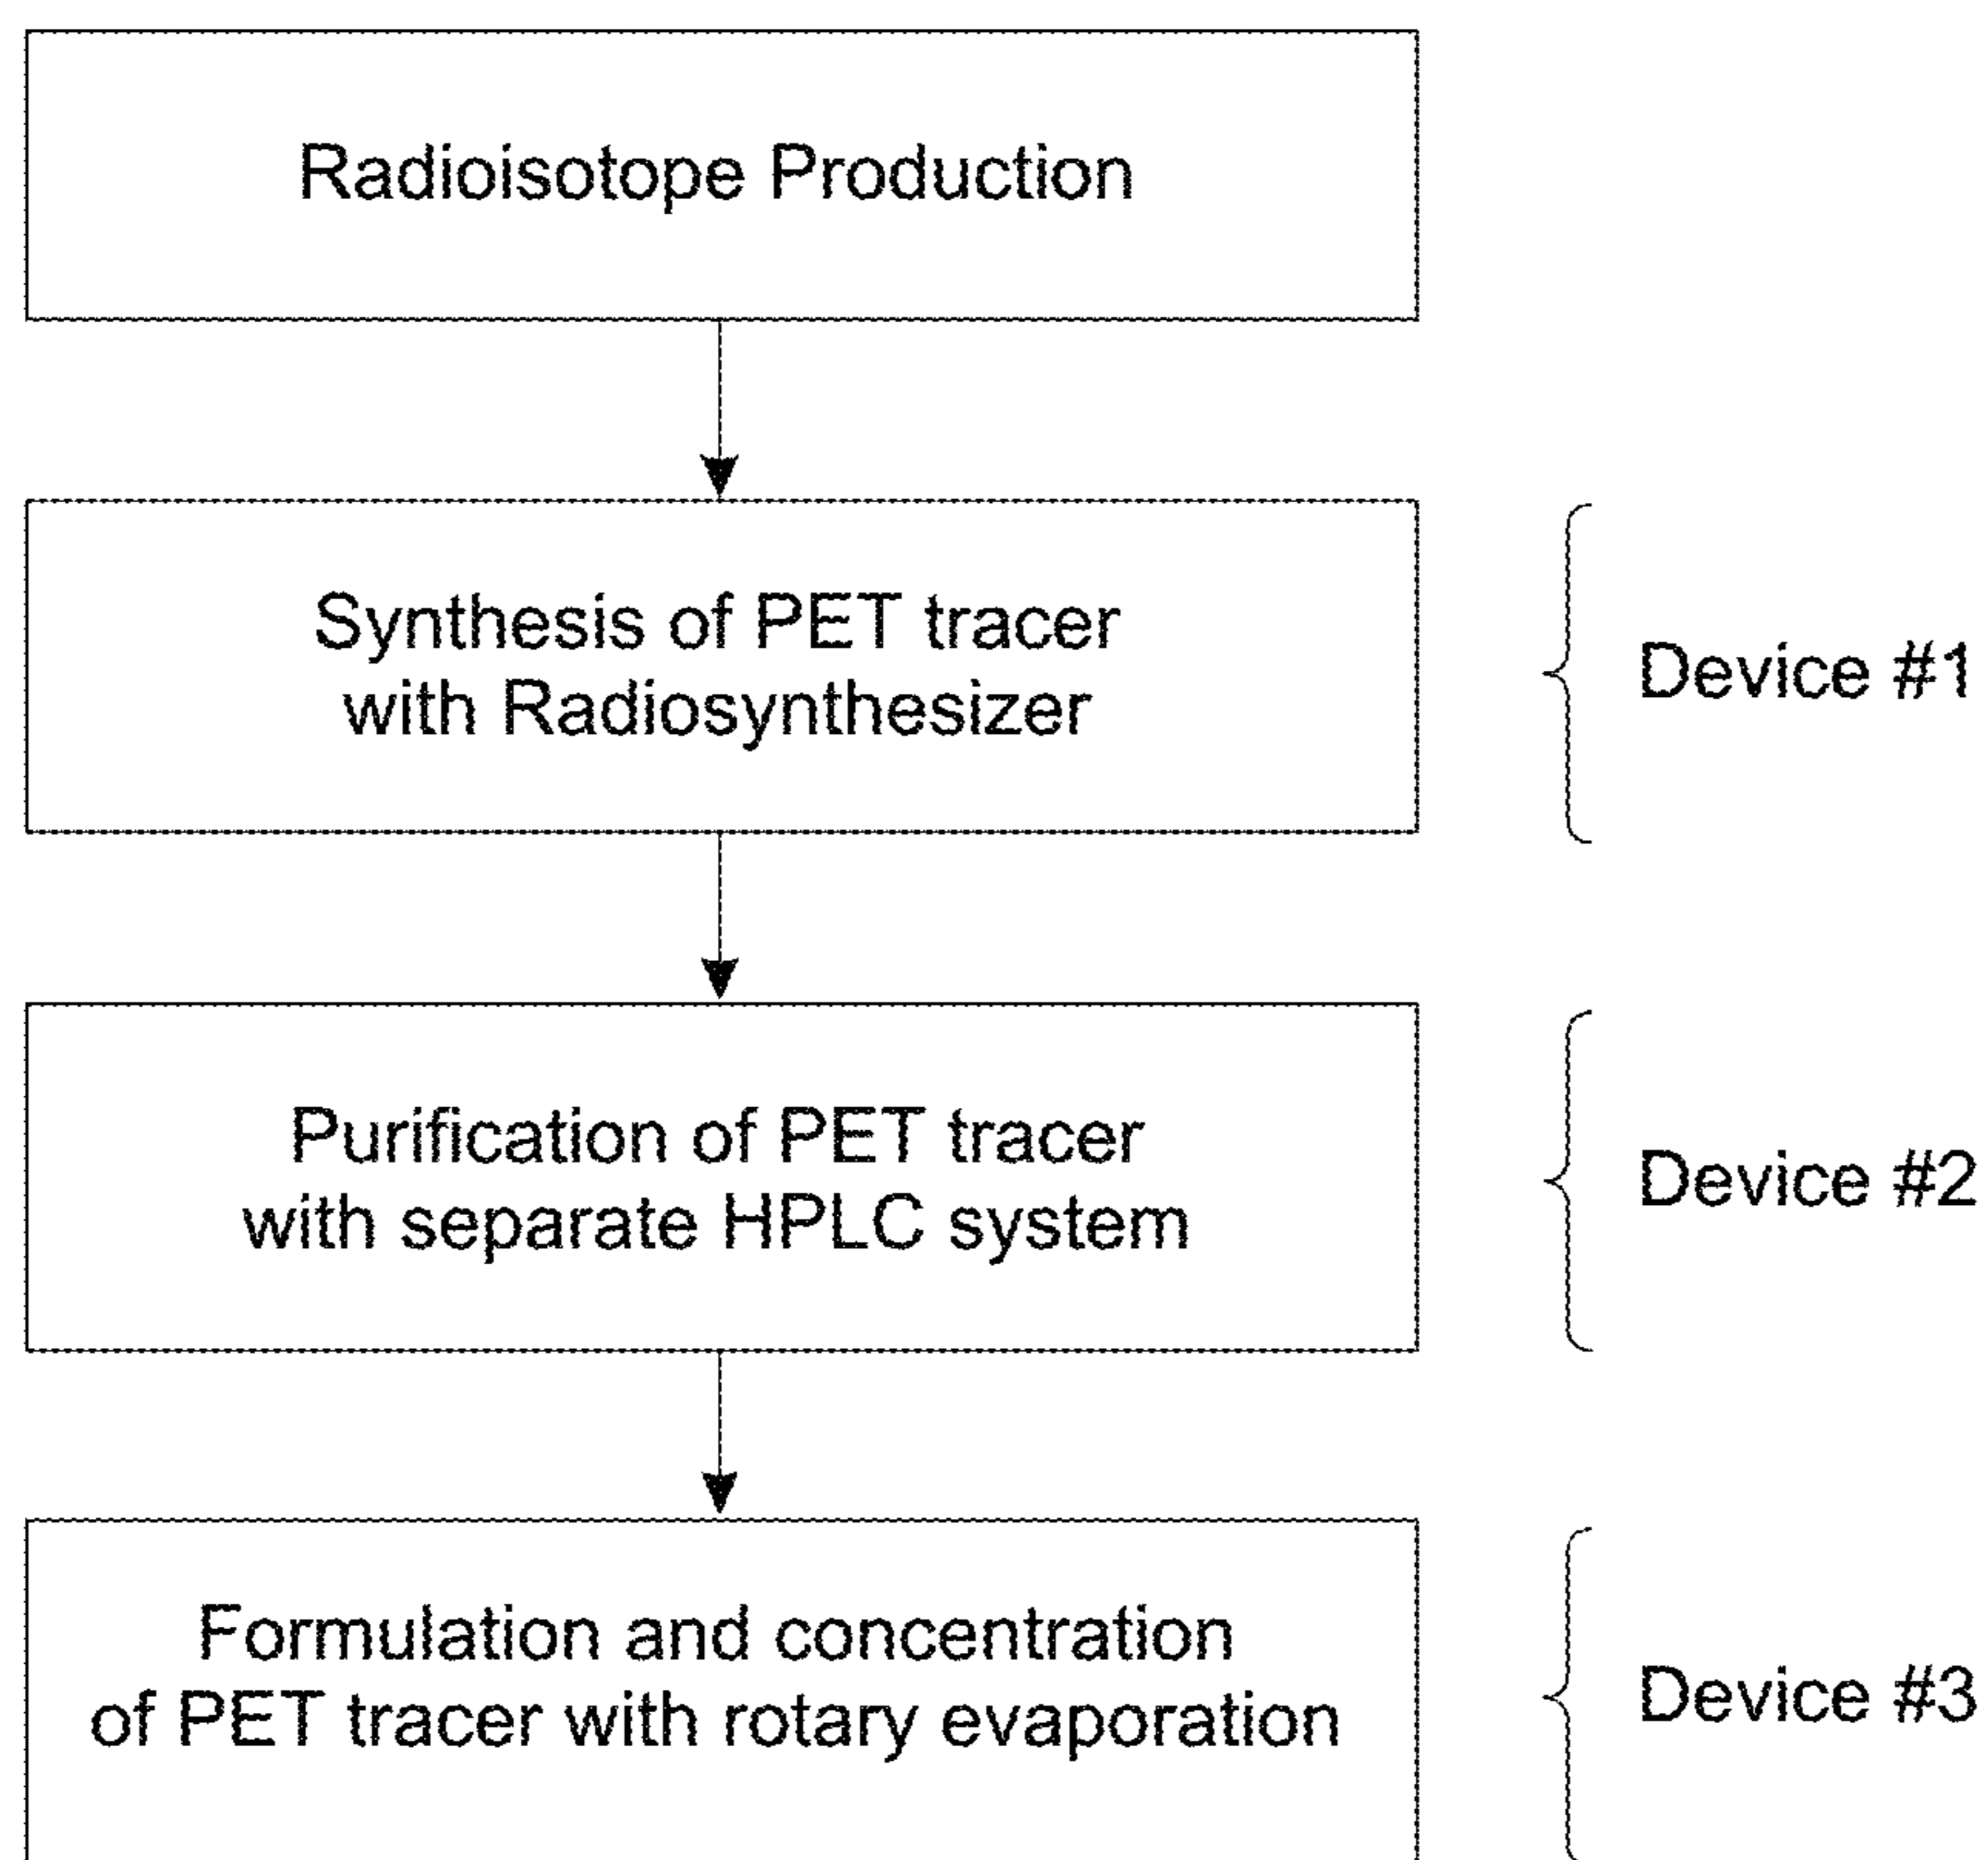 Radioisotope Production
Synthesis of PET tracer
with Radiosynthesizer
Device #1
Purification of PET tracer
with separate HPLC system
Device #2
Formulation and concentration
of PET tracer with rotary evaporation
Device #3